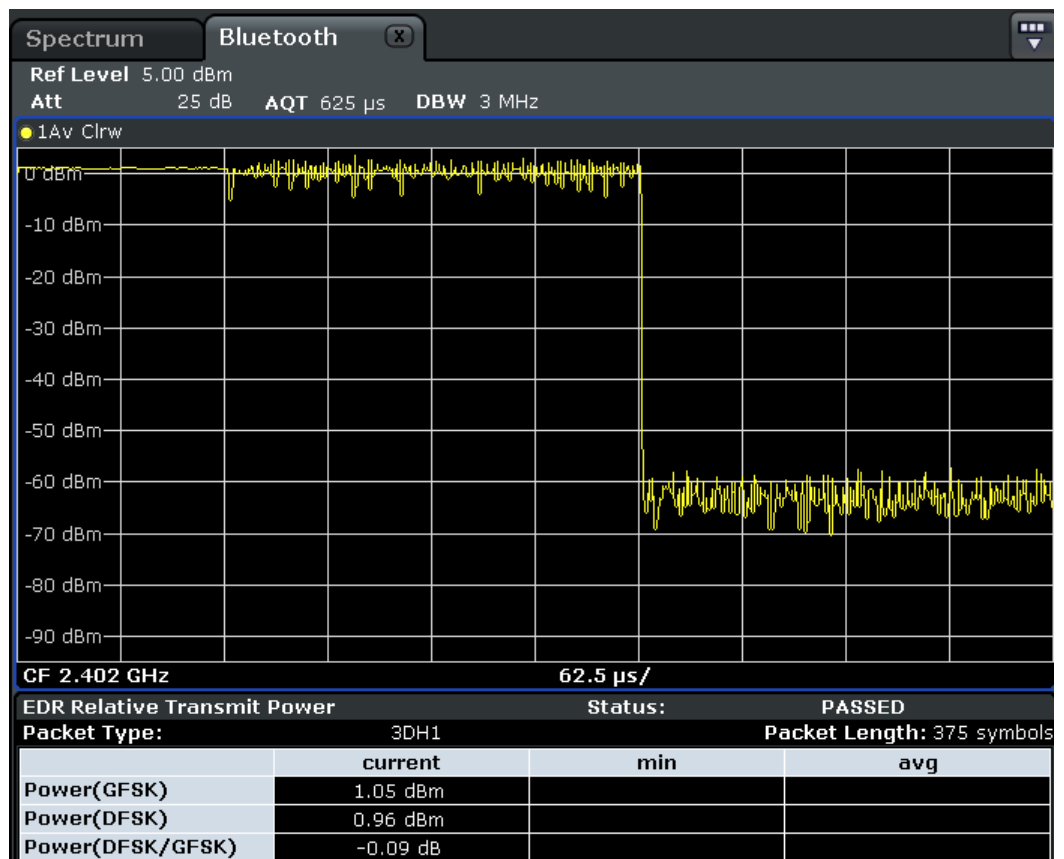 Spectrum Bluetooth X
Ref Level 5.00 dBm
Att 25 dB AQT 625 µs DBW 3 MHz
1Av Clrw
0 dBm
-10 dBm
-20 dBm
-30 dBm
-40 dBm
-50 dBm
-60 dBm
-70 dBm
-80 dBm
-90 dBm
CF 2.402 GHz 62.5 µs/
EDR Relative Transmit Power Status: PASSED
Packet Type: 3DH1 Packet Length: 375 symbols
current min avg
Power(GFSK) 1.05 dBm
Power(DFSK) 0.96 dBm
Power(DFSK/GFSK) -0.09 dB